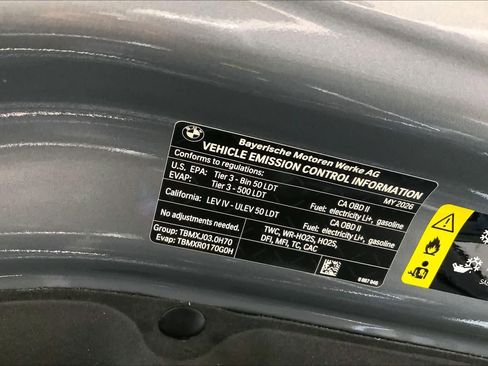 BMW
Bayerische Motoren Werke AG
VEHICLE EMISSION CONTROL INFORMATION
Conforms to regulations: MY 2026
U.S. EPA: Tier 3 - Bin 50 LDT CA OBD II
EVAP: Tier 3 - 500 LDT Fuel: electricity Li+, gasoline
California: LEV IV - ULEV 50 LDT CA OBD II
Fuel: electricity Li+, gasoline
No adjustments needed.
Group: TBMXJ03.0H70 TWC, WR-HO2S, HO2S,
Evap: TBMXR0170G0H DFI, MFI, TC, CAC